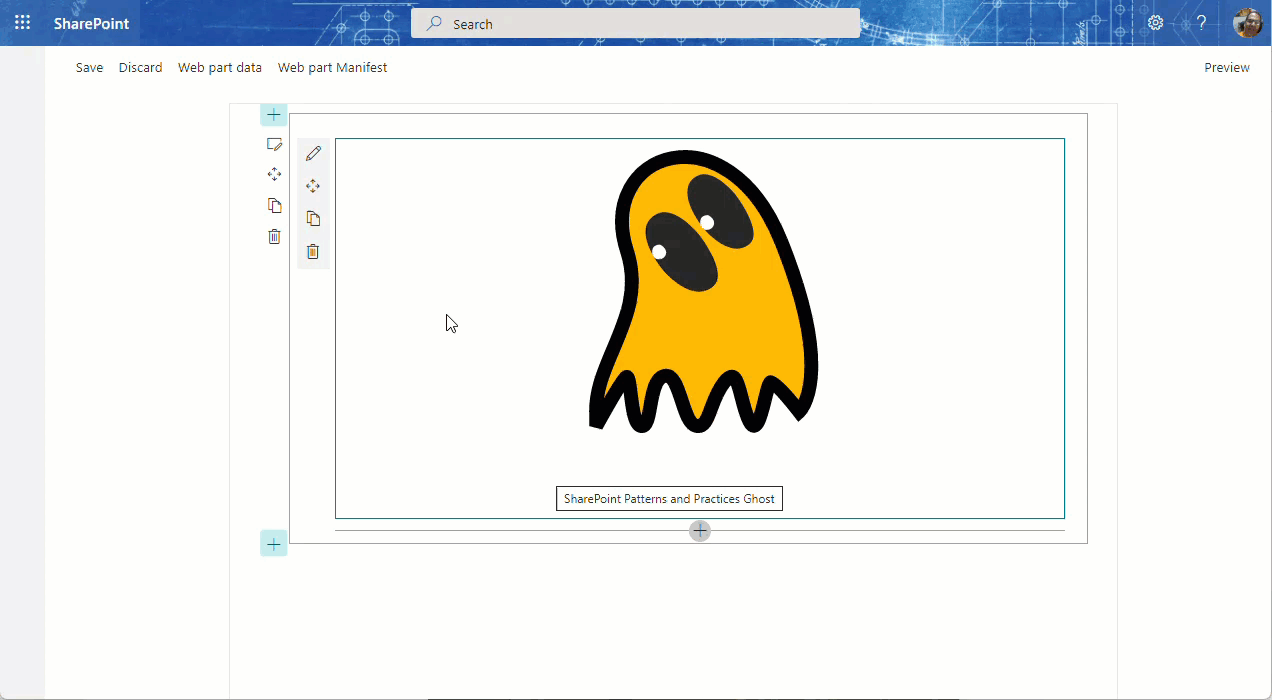 SharePoint
Search
?
Save Discard Web part data Web part Manifest Preview
SharePoint Patterns and Practices Ghost